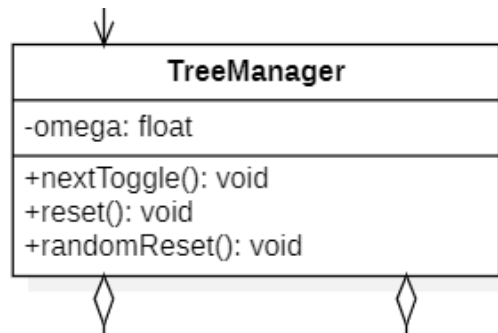 TreeManager
-omega: float
+nextToggle(): void
+reset(): void
+randomReset(): void